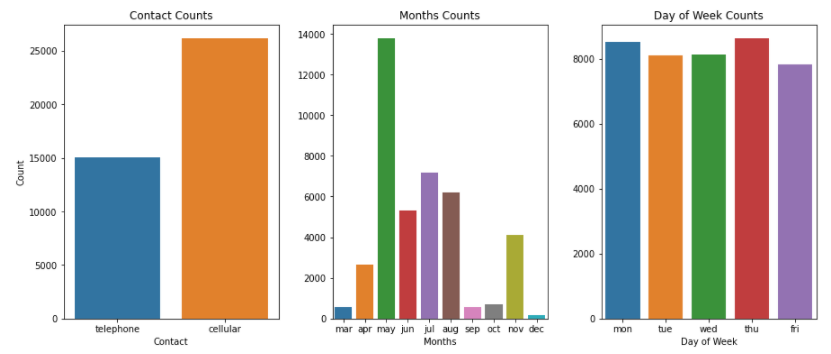 Contact Counts
25000
20000
15000
10000
5000
0
Count
telephone cellular
Contact
Months Counts
14000
12000
10000
8000
6000
4000
2000
0
mar apr may jun jul aug sep oct nov dec
Months
Day of Week Counts
8000
6000
4000
2000
0
mon tue wed thu fri
Day of Week